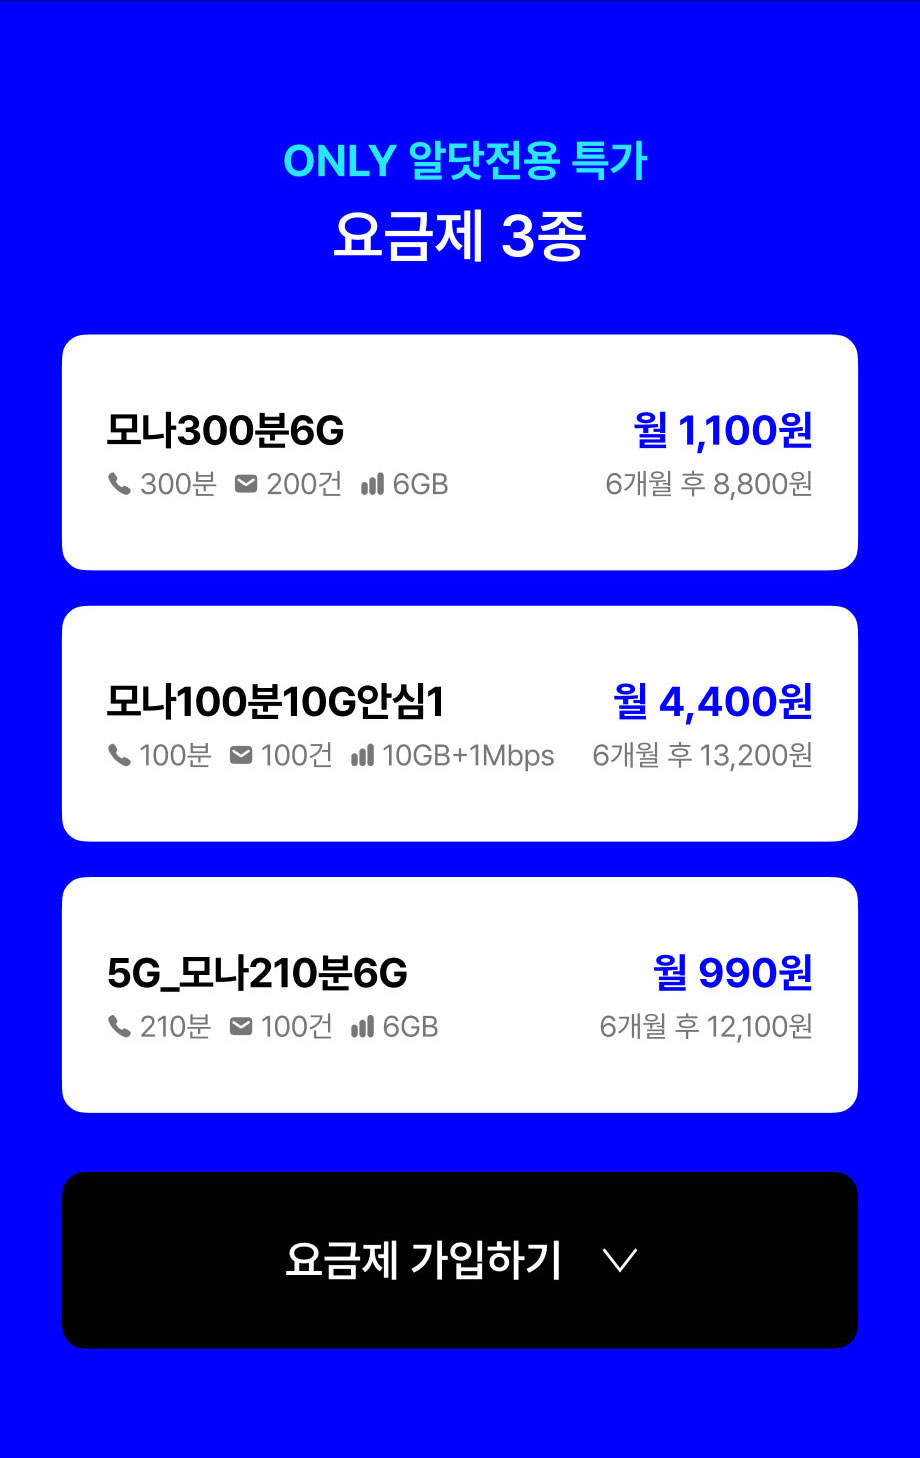 ONLY 알닷전용 특가
요금제 3종
모나300분6G
월 1,100원
300분 200건 6GB
6개월 후 8,800원
모나100분10G안심1
월 4,400원
100분 100건 10GB+1Mbps
6개월 후 13,200원
5G_모나210분6G
월 990원
210분 100건 6GB
6개월 후 12,100원
요금제 가입하기